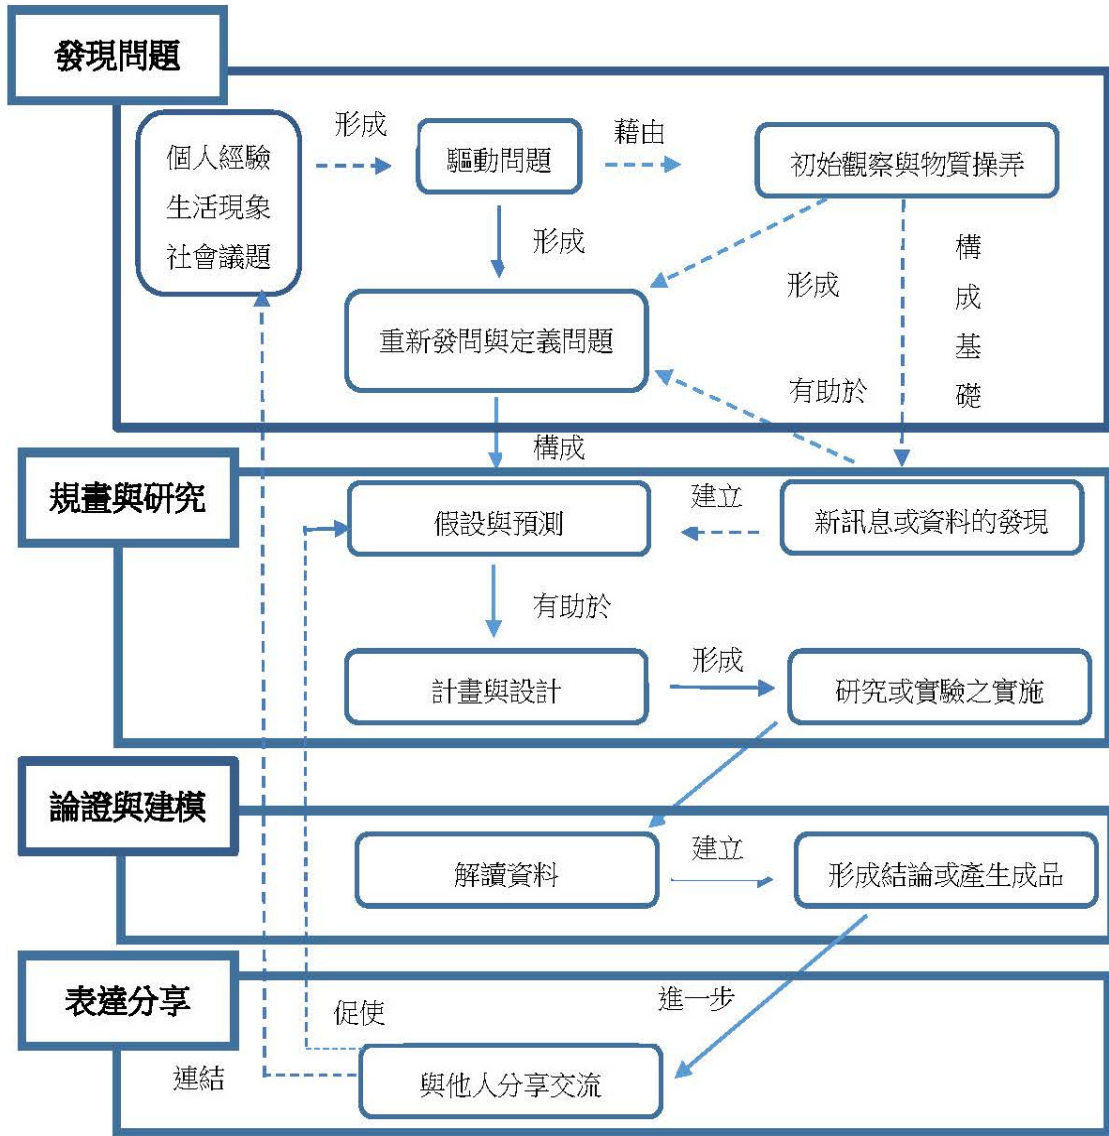 發現問題
個人經驗
生活現象
社會議題
形成
驅動問題
藉由
初始觀察與物質操弄
形成
形成
構成基礎
重新發問與定義問題
有助於
構成
規畫與研究
假設與預測
建立
新訊息或資料的發現
有助於
計畫與設計
形成
研究或實驗之實施
論證與建模
解讀資料
建立
形成結論或產生成品
表達分享
進一步
促使
連結
與他人分享交流